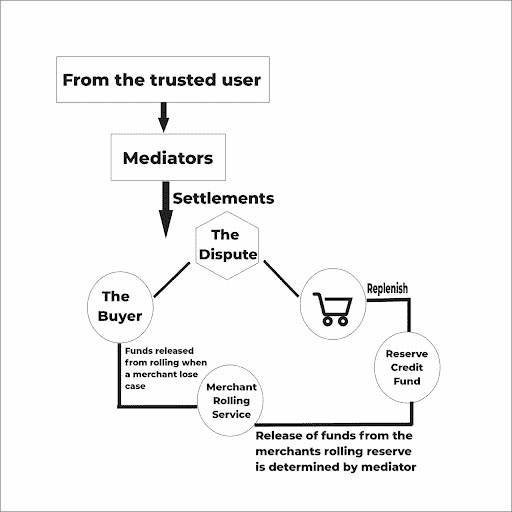 From the trusted user
Mediators
Settlements
The
Dispute
The
Buyer
Replenish
Funds released
from rolling when
a merchant lose
case
Reserve
Credit
Fund
Merchant
Rolling
Service
Release of funds from the
merchants rolling reserve
is determined by mediator